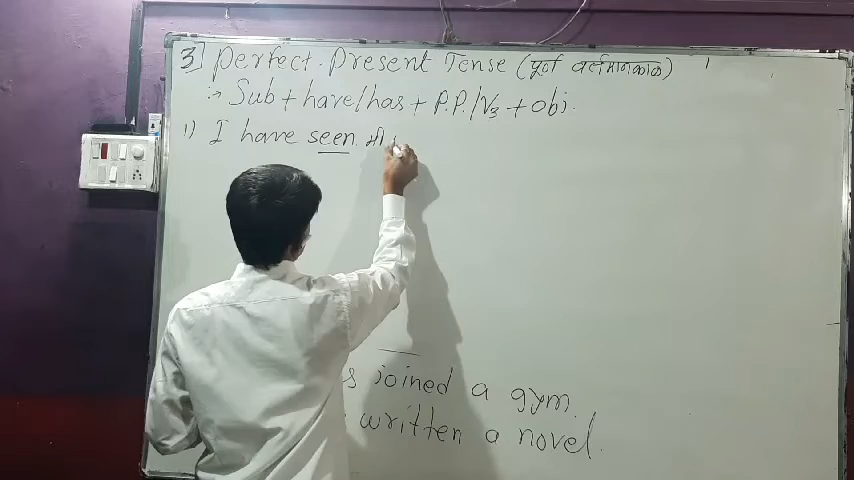 3] Perfect. Present Tense (पूर्ण वर्तमानकाळ)
:→ Sub + have/has + P.P./V₃ + obj.
1) I have seen. मी
joined a gym.
written a novel.